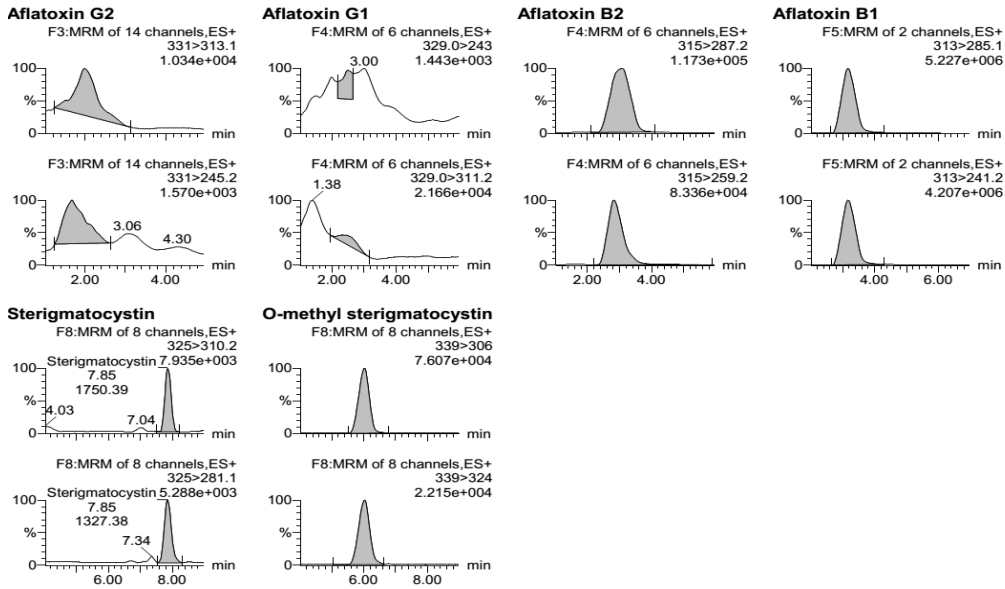 Aflatoxin G2
F3:MRM of 14 channels,ES+
331>313.1
1.034e+004
100
%
0
min
F3:MRM of 14 channels,ES+
331>245.2
1.570e+003
100
%
3.06
4.30
0
min
2.00
4.00
Aflatoxin G1
F4:MRM of 6 channels,ES+
329.0>243
1.443e+003
100
3.00
%
0
min
F4:MRM of 6 channels,ES+
329.0>311.2
2.166e+004
100
1.38
%
0
min
2.00
4.00
Aflatoxin B2
F4:MRM of 6 channels,ES+
315>287.2
1.173e+005
100
%
0
min
F4:MRM of 6 channels,ES+
315>259.2
8.336e+004
100
%
0
min
2.00
4.00
Aflatoxin B1
F5:MRM of 2 channels,ES+
313>285.1
5.227e+006
100
%
0
min
F5:MRM of 2 channels,ES+
313>241.2
4.207e+006
100
%
0
min
4.00
6.00
Sterigmatocystin
F8:MRM of 8 channels,ES+
325>310.2
Sterigmatocystin 7.935e+003
100
7.85
1750.39
%
4.03
7.04
0
min
F8:MRM of 8 channels,ES+
325>281.1
Sterigmatocystin 5.288e+003
100
7.85
1327.38
%
7.34
0
min
6.00
8.00
O-methyl sterigmatocystin
F8:MRM of 8 channels,ES+
339>306
7.607e+004
100
%
0
min
F8:MRM of 8 channels,ES+
339>324
2.215e+004
100
%
0
min
6.00
8.00